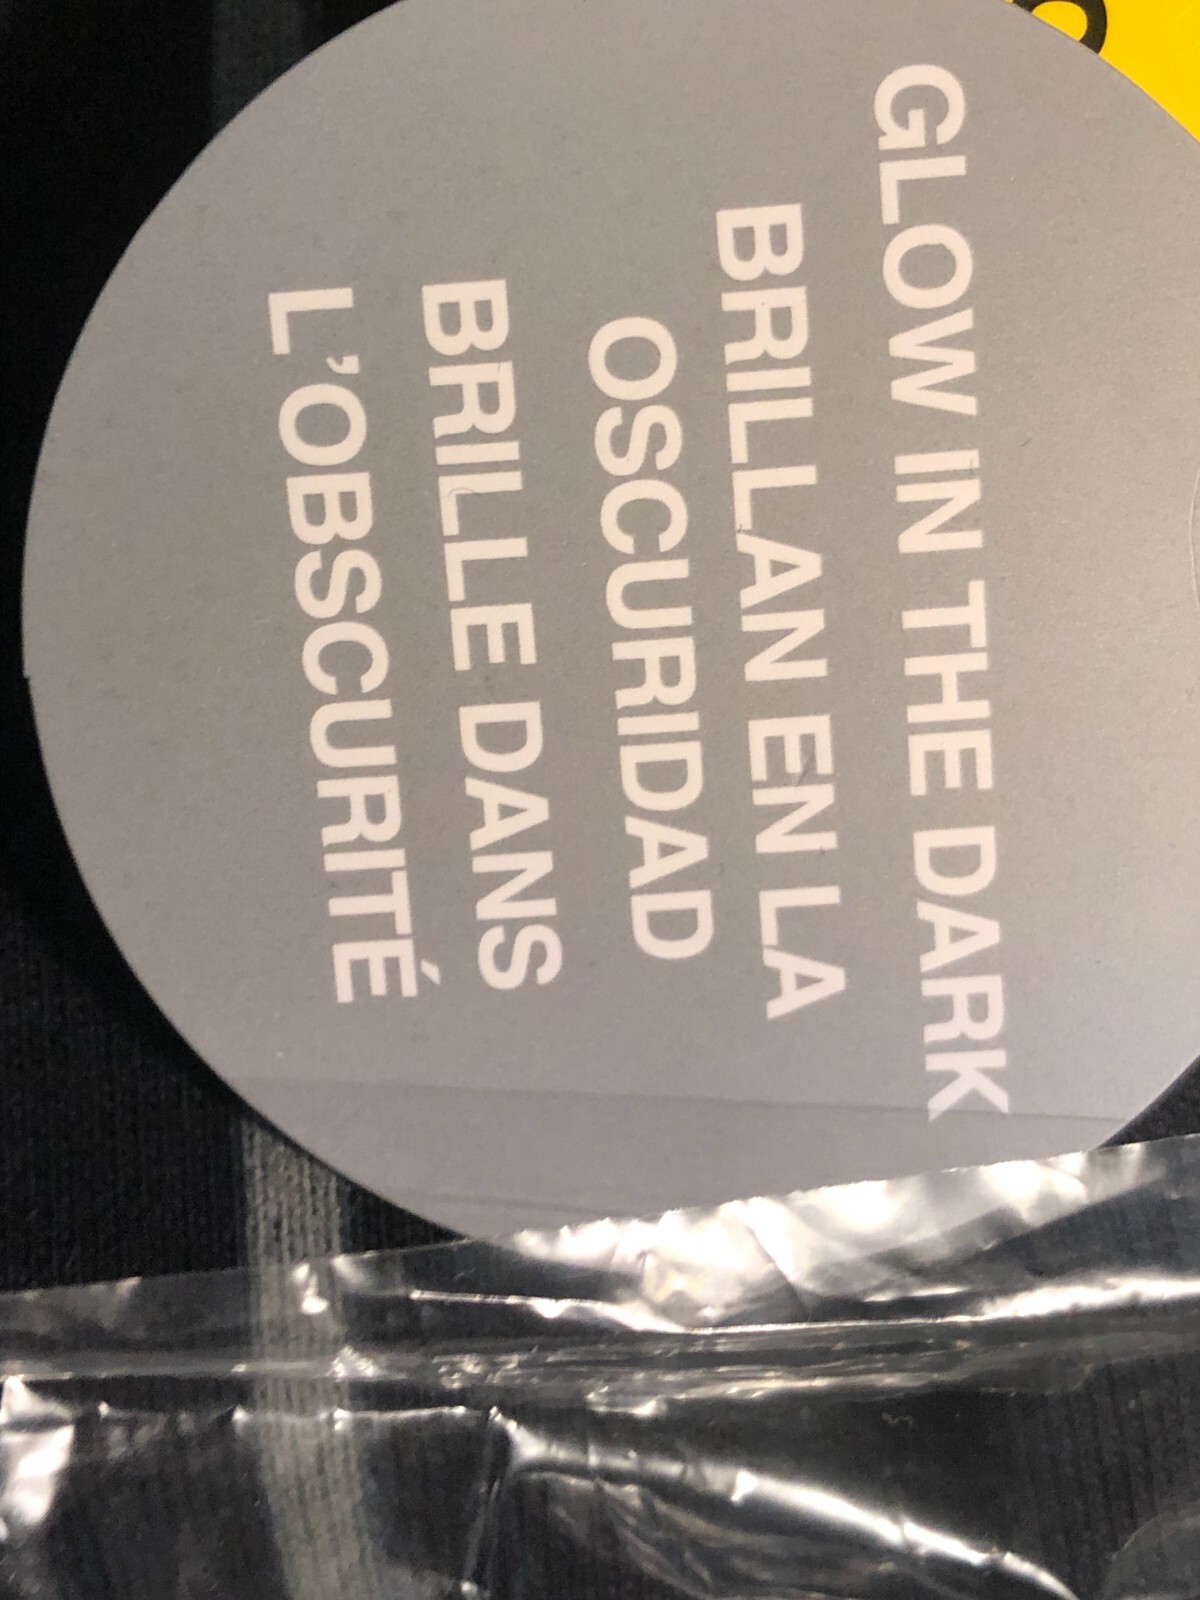 GLOW IN THE DARK
BRILLAN EN LA
OSCURIDAD
BRILLE DANS
L'OBSCURITÉ